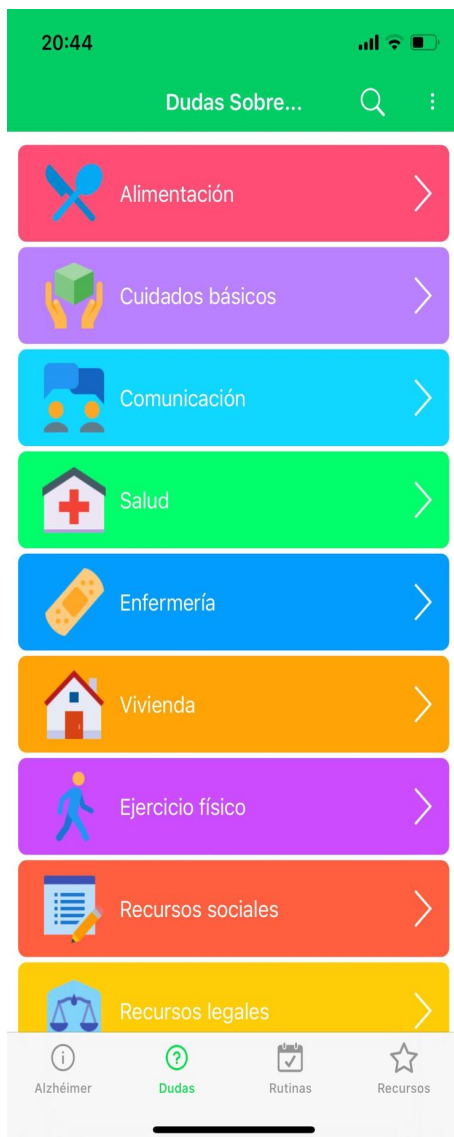 20:44
Dudas Sobre...
Alimentación
Cuidados básicos
Comunicación
Salud
Enfermería
Vivienda
Ejercicio físico
Recursos sociales
Recursos legales
Alzhéimer Dudas Rutinas Recursos